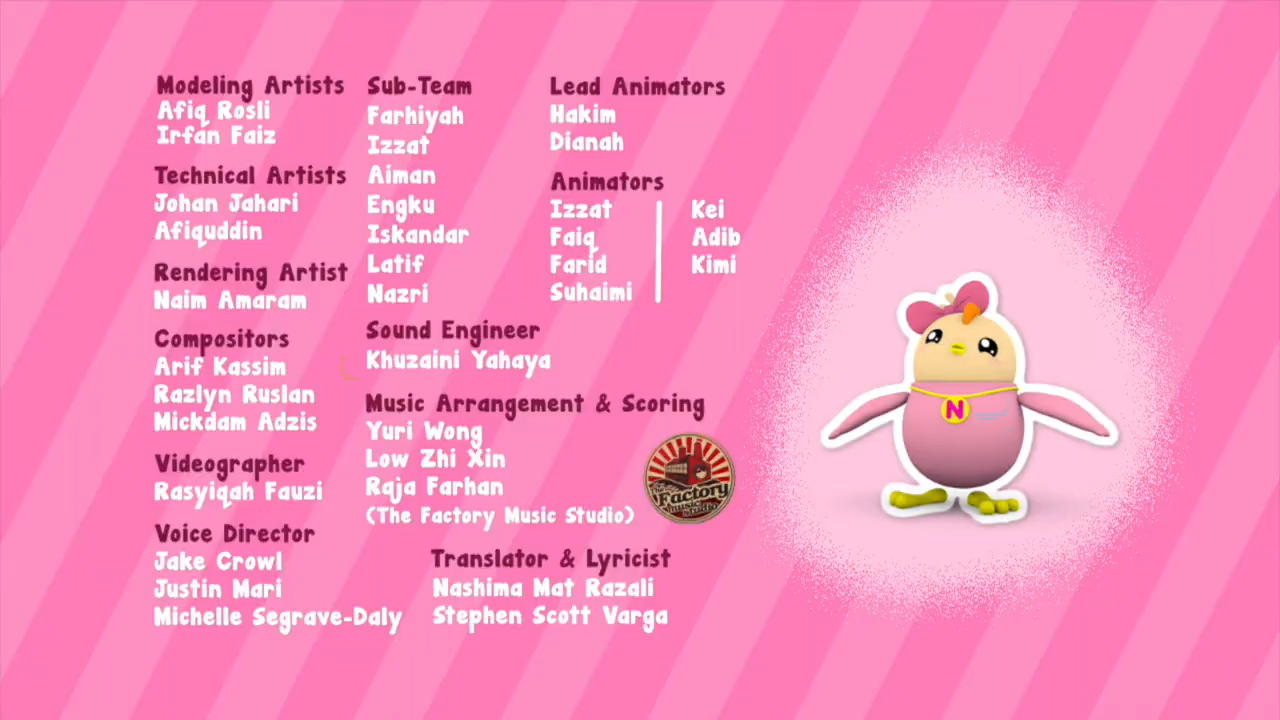 Modeling Artists
Afiq Rosli
Irfan Faiz
Technical Artists
Johan Jahari
Afiquddin
Rendering Artist
Naim Amaram
Compositors
Arif Kassim
Razlyn Ruslan
Mickdam Adzis
Videographer
Rasyiqah Fauzi
Voice Director
Jake Crowl
Justin Mari
Michelle Segrave-Daly
Sub-Team
Farhiyah
Izzat
Aiman
Engku
Iskandar
Latif
Nazri
Sound Engineer
Khuzaini Yahaya
Music Arrangement & Scoring
Yuri Wong
Low Zhi Xin
Raja Farhan
(The Factory Music Studio)
The
Factory
music
studio
Translator & Lyricist
Nashima Mat Razali
Stephen Scott Varga
Lead Animators
Hakim
Dianah
Animators
Izzat
Faiq
Farid
Suhaimi
Kei
Adib
Kimi
N